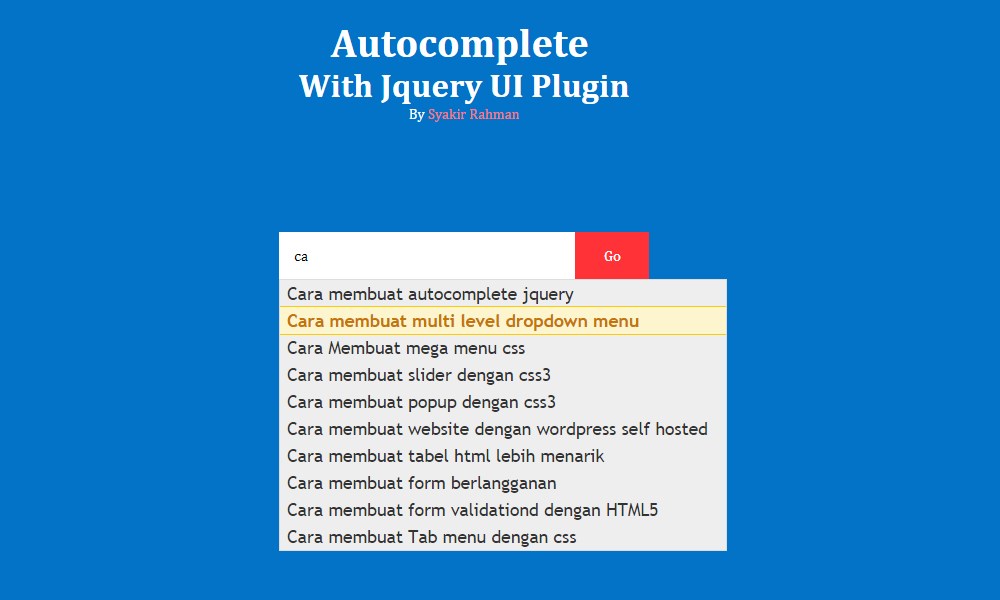 Autocomplete
With Jquery UI Plugin
By Syakir Rahman
ca
Go
Cara membuat autocomplete jquery
Cara membuat multi level dropdown menu
Cara Membuat mega menu css
Cara membuat slider dengan css3
Cara membuat popup dengan css3
Cara membuat website dengan wordpress self hosted
Cara membuat tabel html lebih menarik
Cara membuat form berlangganan
Cara membuat form validationd dengan HTML5
Cara membuat Tab menu dengan css